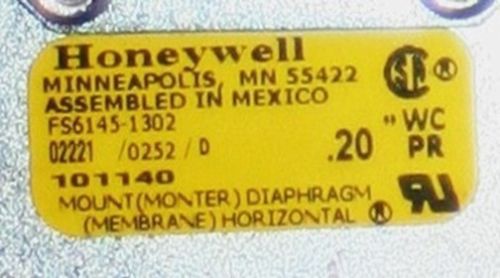 Honeywell
MINNEAPOLIS, MN 55422
ASSEMBLED IN MEXICO
FS6145-1302
02221 /0252 / D
.20 "WC PR
101140
MOUNT(MONTER) DIAPHRAGM
(MEMBRANE) HORIZONTAL